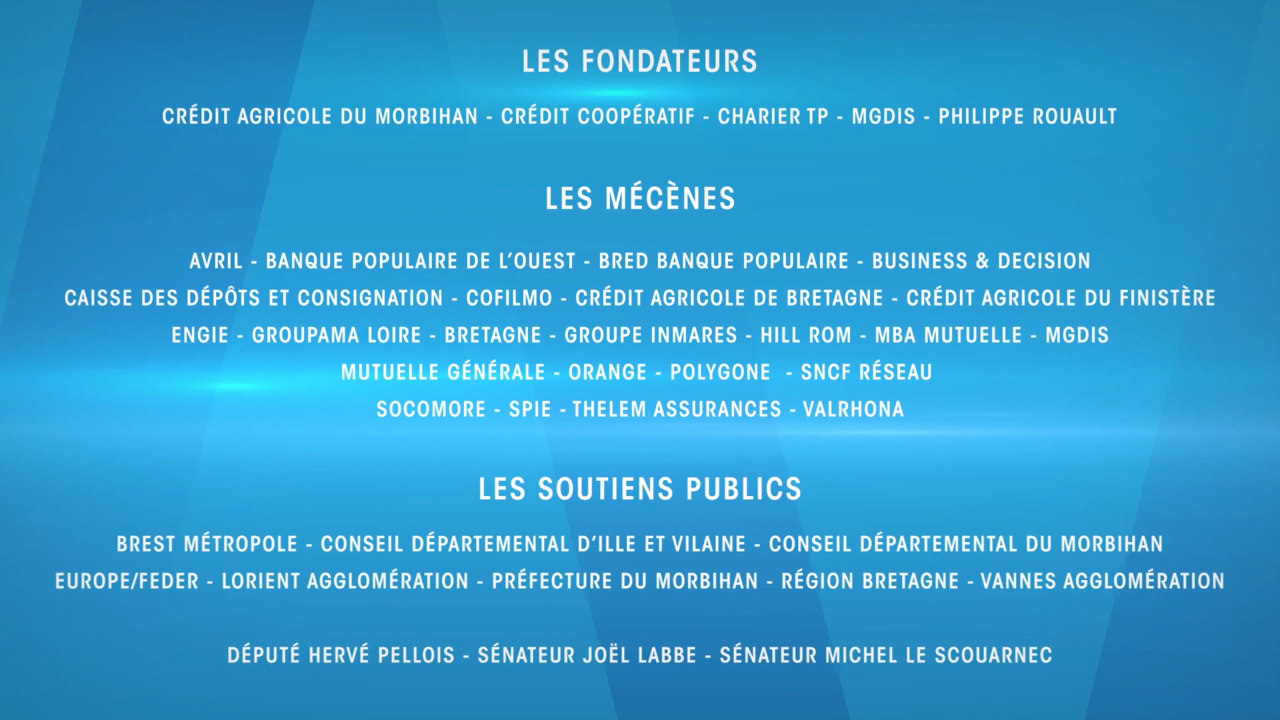 LES FONDATEURS
CRÉDIT AGRICOLE DU MORBIHAN - CRÉDIT COOPÉRATIF - CHARIER TP - MGDIS - PHILIPPE ROUAULT
LES MÉCÈNES
AVRIL - BANQUE POPULAIRE DE L'OUEST - BRED BANQUE POPULAIRE - BUSINESS & DECISION
CAISSE DES DÉPÔTS ET CONSIGNATION - COFILMO - CRÉDIT AGRICOLE DE BRETAGNE - CRÉDIT AGRICOLE DU FINISTÈRE
ENGIE - GROUPAMA LOIRE - BRETAGNE - GROUPE INMARES - HILL ROM - MBA MUTUELLE - MGDIS
MUTUELLE GÉNÉRALE - ORANGE - POLYGONE - SNCF RÉSEAU
SOCOMORE - SPIE - THELEM ASSURANCES - VALRHONA
LES SOUTIENS PUBLICS
BREST MÉTROPOLE - CONSEIL DÉPARTEMENTAL D'ILLE ET VILAINE - CONSEIL DÉPARTEMENTAL DU MORBIHAN
EUROPE/FEDER - LORIENT AGGLOMÉRATION - PRÉFECTURE DU MORBIHAN - RÉGION BRETAGNE - VANNES AGGLOMÉRATION
DÉPUTÉ HERVÉ PELLOIS - SÉNATEUR JOËL LABBE - SÉNATEUR MICHEL LE SCOUARNEC